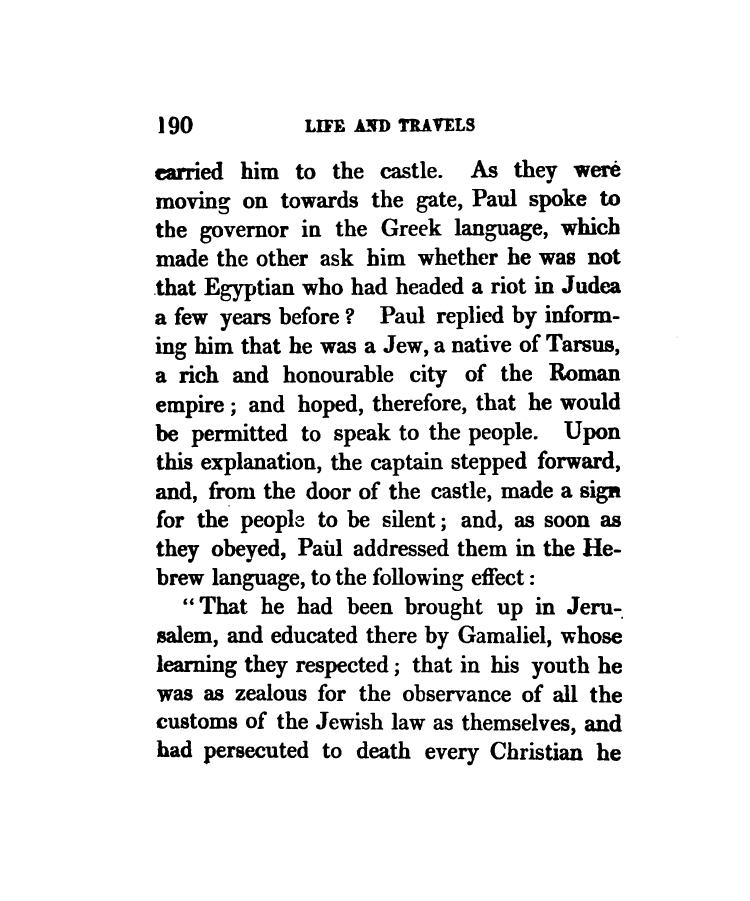 190 LIFE AND TRAVELS
carried him to the castle. As they were
moving on towards the gate, Paul spoke to
the governor in the Greek language, which
made the other ask him whether he was not
that Egyptian who had headed a riot in Judea
a few years before? Paul replied by inform-
ing him that he was a Jew, a native of Tarsus,
a rich and honourable city of the Roman
empire; and hoped, therefore, that he would
be permitted to speak to the people. Upon
this explanation, the captain stepped forward,
and, from the door of the castle, made a sign
for the people to be silent; and, as soon as
they obeyed, Paul addressed them in the He-
brew language, to the following effect:
"That he had been brought up in Jeru-
salem, and educated there by Gamaliel, whose
learning they respected; that in his youth he
was as zealous for the observance of all the
customs of the Jewish law as themselves, and
had persecuted to death every Christian he